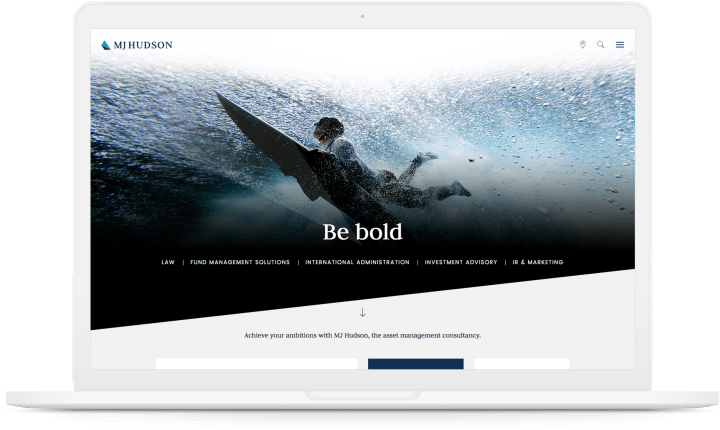 MJ HUDSON
Be bold
LAW | FUND MANAGEMENT SOLUTIONS | INTERNATIONAL ADMINISTRATION | INVESTMENT ADVISORY | IR & MARKETING
Achieve your ambitions with MJ Hudson, the asset management consultancy.